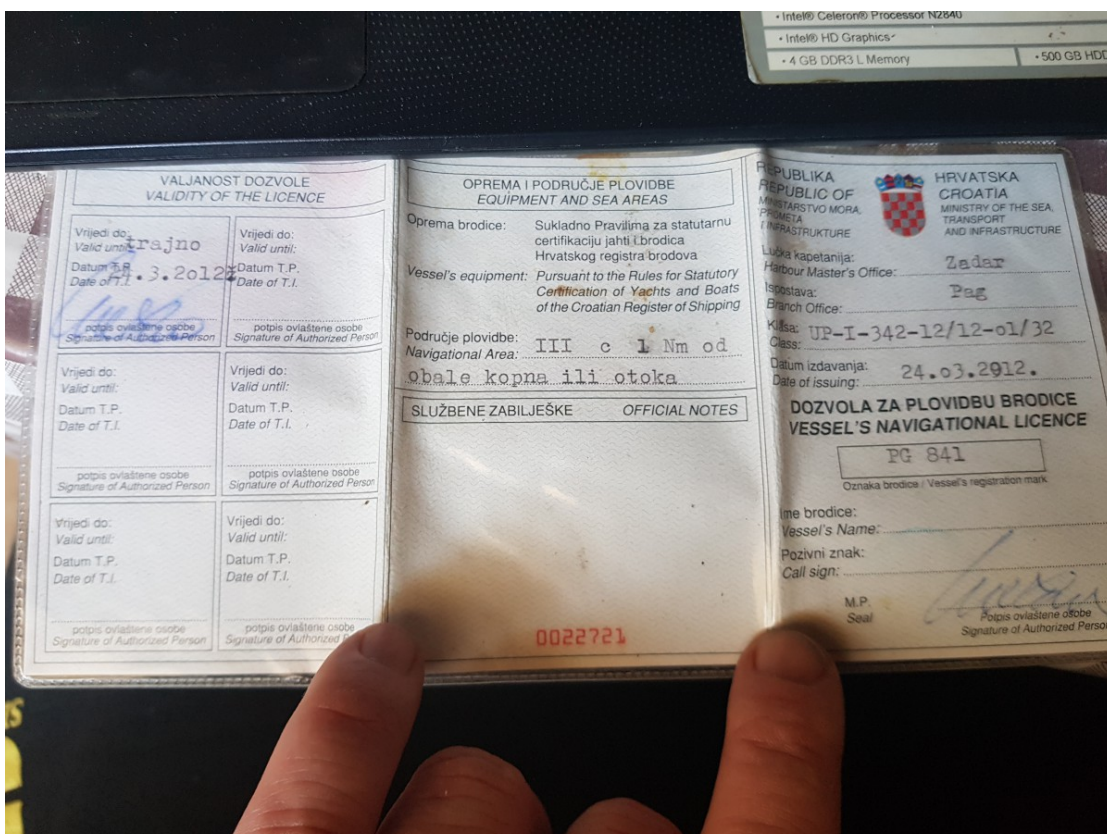 • Intel® Celeron® Processor N2840
• Intel® HD Graphics
• 4 GB DDR3 L Memory
• 500 GB HDD
VALJANOST DOZVOLE
VALIDITY OF THE LICENCE
Vrijedi do:
Valid until: trajno
Datum T.P.
Date of T.I. .3.2012
potpis ovlaštene osobe
Signature of Authorized Person
Vrijedi do:
Valid until:
Datum T.P.
Date of T.I.
potpis ovlaštene osobe
Signature of Authorized Person
Vrijedi do:
Valid until:
Datum T.P.
Date of T.I.
potpis ovlaštene osobe
Signature of Authorized Person
Vrijedi do:
Valid until:
Datum T.P.
Date of T.I.
potpis ovlaštene osobe
Signature of Authorized Person
Vrijedi do:
Valid until:
Datum T.P.
Date of T.I.
potpis ovlaštene osobe
Signature of Authorized Person
Vrijedi do:
Valid until:
Datum T.P.
Date of T.I.
potpis ovlaštene osobe
Signature of Authorized
OPREMA I PODRUČJE PLOVIDBE
EQUIPMENT AND SEA AREAS
Oprema brodice: Sukladno Pravilima za statutarnu
certifikaciju jahti i brodica
Hrvatskog registra brodova
Vessel's equipment: Pursuant to the Rules for Statutory
Certification of Yachts and Boats
of the Croatian Register of Shipping
Područje plovidbe:
Navigational Area: III c 1 Nm od
obale kopna ili otoka
SLUŽBENE ZABILJEŠKE OFFICIAL NOTES
0022721
REPUBLIKA HRVATSKA
REPUBLIC OF CROATIA
MINISTARSTVO MORA, MINISTRY OF THE SEA,
PROMETA TRANSPORT
I INFRASTRUKTURE AND INFRASTRUCTURE
Lučka kapetanija:
Harbour Master's Office: Zadar
Ispostava:
Branch Office: Pag
Klasa: UP-I-342-12/12-01/32
Class:
Datum izdavanja:
Date of issuing: 24.03.2012.
DOZVOLA ZA PLOVIDBU BRODICE
VESSEL'S NAVIGATIONAL LICENCE
PG 841
Oznaka brodice / Vessel's registration mark
Ime brodice:
Vessel's Name:
Pozivni znak:
Call sign:
M.P.
Seal
Potpis ovlaštene osobe
Signature of Authorized Person